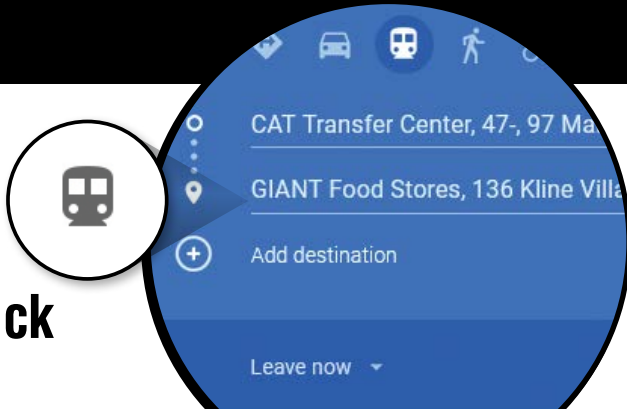 CAT Transfer Center, 47-, 97 Ma
GIANT Food Stores, 136 Kline Villa
Add destination
ck
Leave now